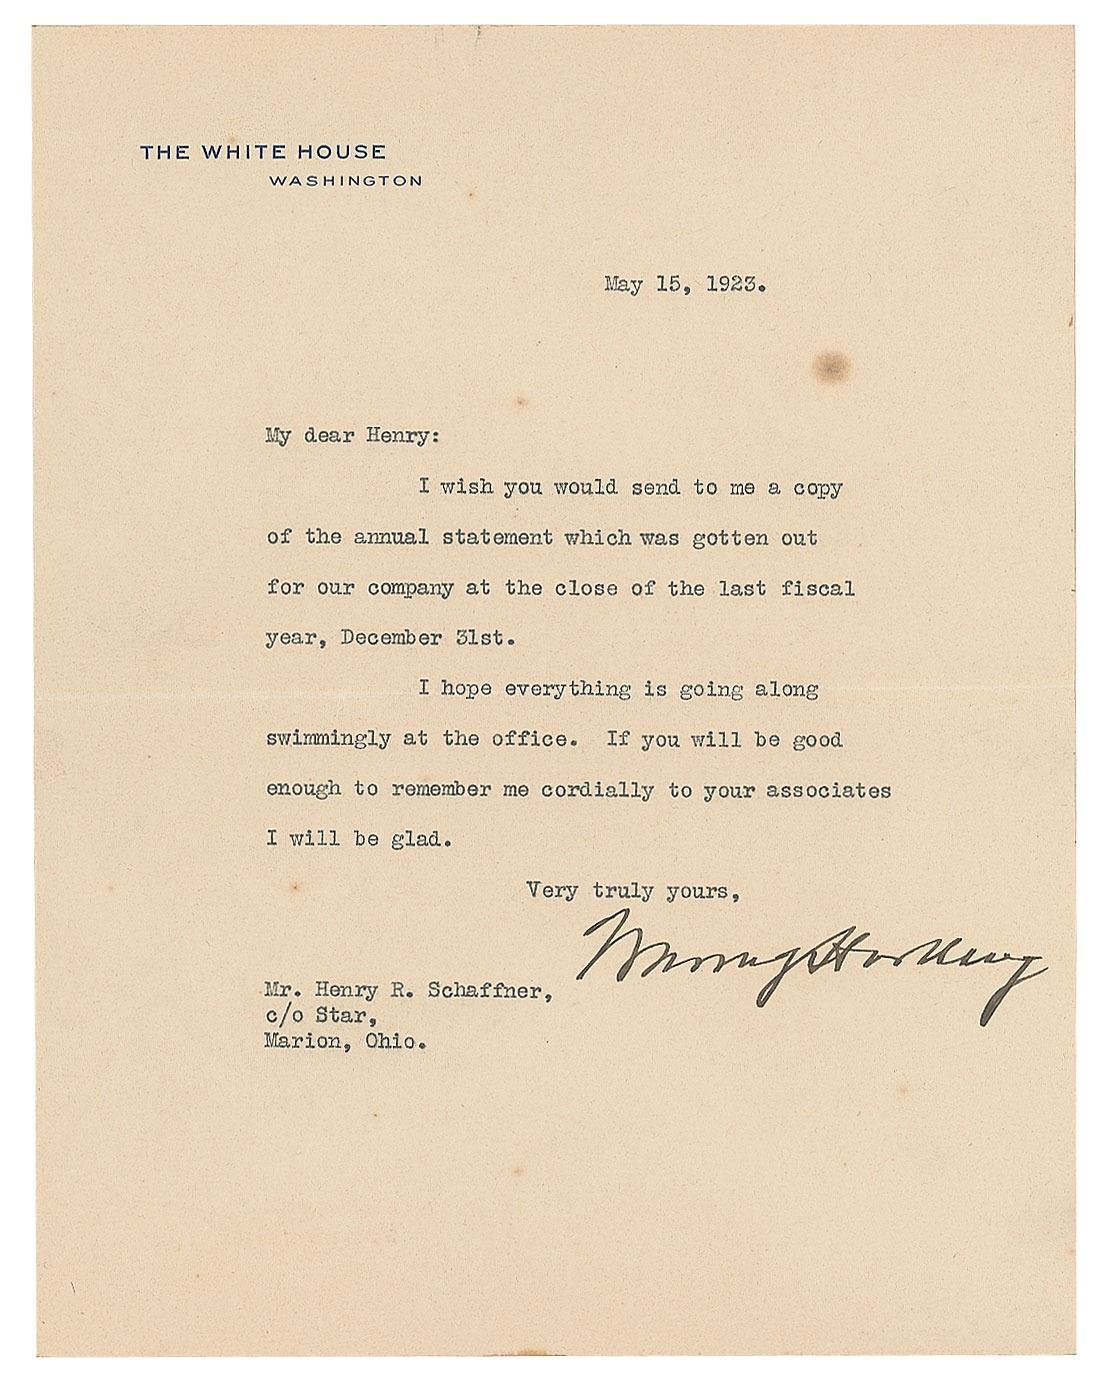 THE WHITE HOUSE
WASHINGTON
May 15, 1923.
My dear Henry:
I wish you would send to me a copy
of the annual statement which was gotten out
for our company at the close of the last fiscal
year, December 31st.
I hope everything is going along
swimmingly at the office. If you will be good
enough to remember me cordially to your associates
I will be glad.
Very truly yours,
Warren G Harding
Mr. Henry R. Schaffner,
c/o Star,
Marion, Ohio.